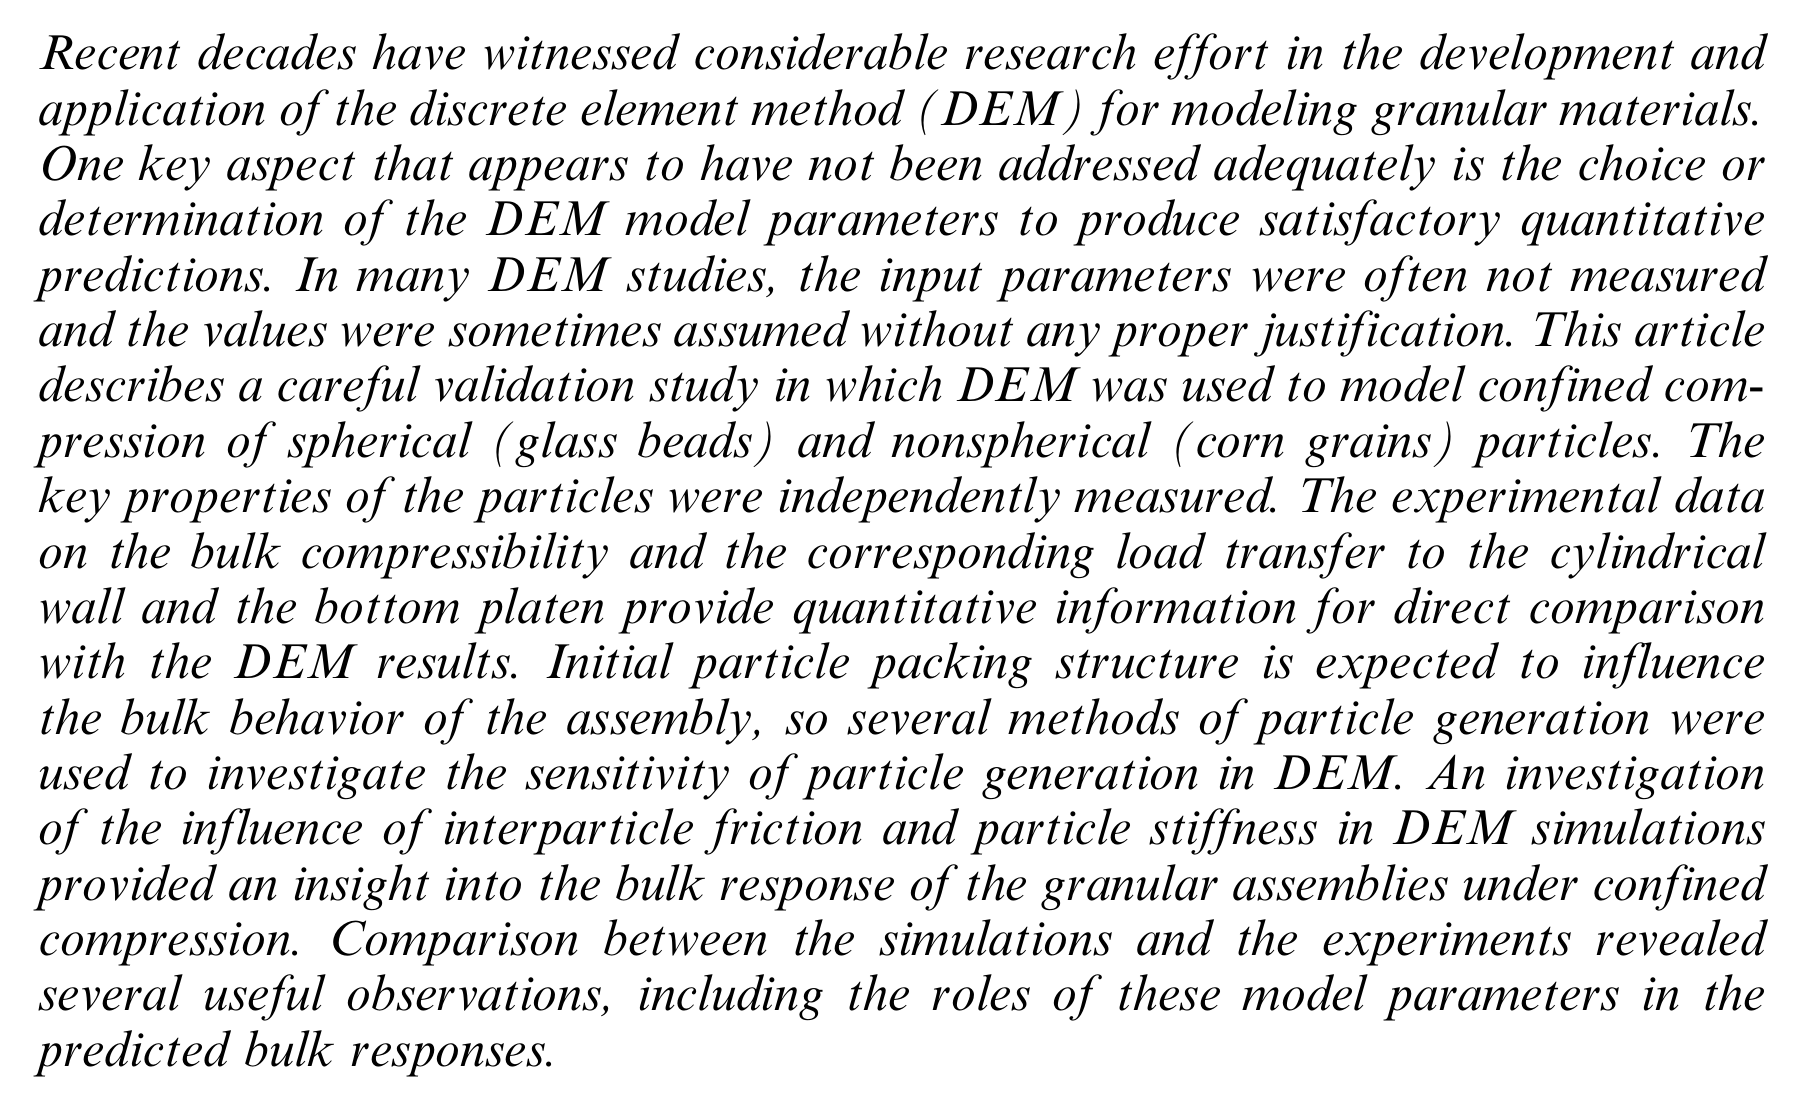 Recent decades have witnessed considerable research effort in the development and
application of the discrete element method (DEM) for modeling granular materials.
One key aspect that appears to have not been addressed adequately is the choice or
determination of the DEM model parameters to produce satisfactory quantitative
predictions. In many DEM studies, the input parameters were often not measured
and the values were sometimes assumed without any proper justification. This article
describes a careful validation study in which DEM was used to model confined com-
pression of spherical (glass beads) and nonspherical (corn grains) particles. The
key properties of the particles were independently measured. The experimental data
on the bulk compressibility and the corresponding load transfer to the cylindrical
wall and the bottom platen provide quantitative information for direct comparison
with the DEM results. Initial particle packing structure is expected to influence
the bulk behavior of the assembly, so several methods of particle generation were
used to investigate the sensitivity of particle generation in DEM. An investigation
of the influence of interparticle friction and particle stiffness in DEM simulations
provided an insight into the bulk response of the granular assemblies under confined
compression. Comparison between the simulations and the experiments revealed
several useful observations, including the roles of these model parameters in the
predicted bulk responses.